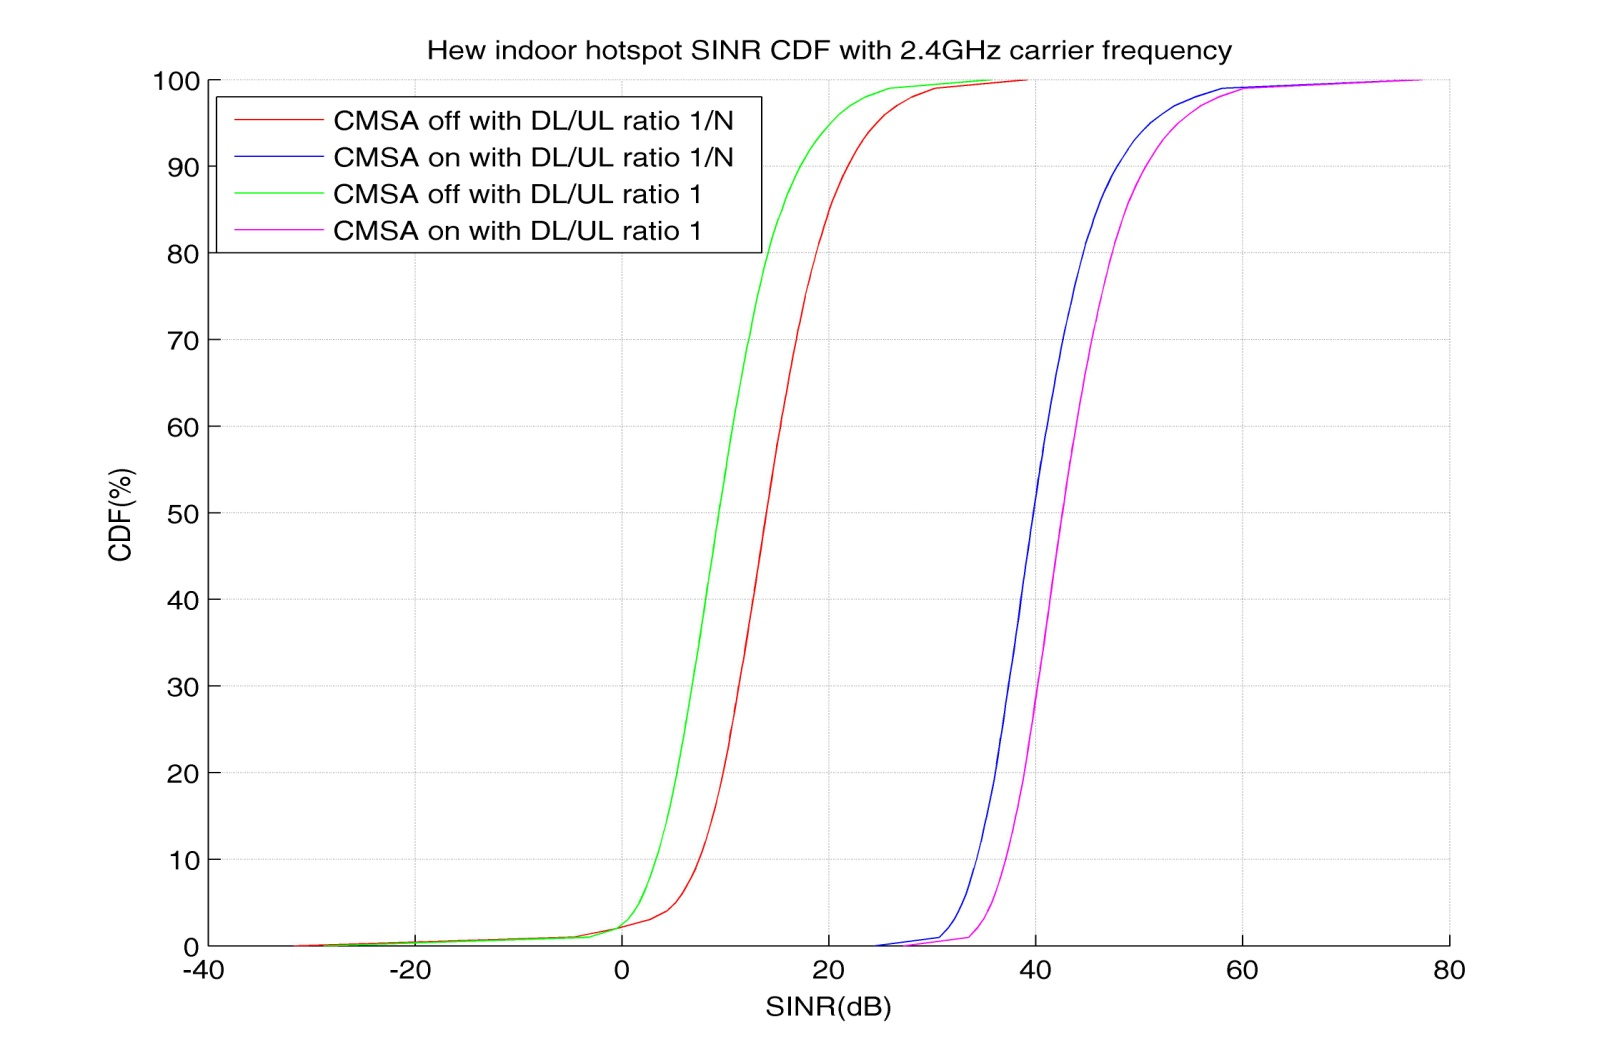 Hew indoor hotspot SINR CDF with 2.4GHz carrier frequency
100
CMSA off with DL/UL ratio 1/N
CMSA on with DL/UL ratio 1/N
90
CMSA off with DL/UL ratio 1
CMSA on with DL/UL ratio 1
80
70
60
50
CDF(%)
40
30
20
10
0
-40 -20 0 20 40 60 80
SINR(dB)